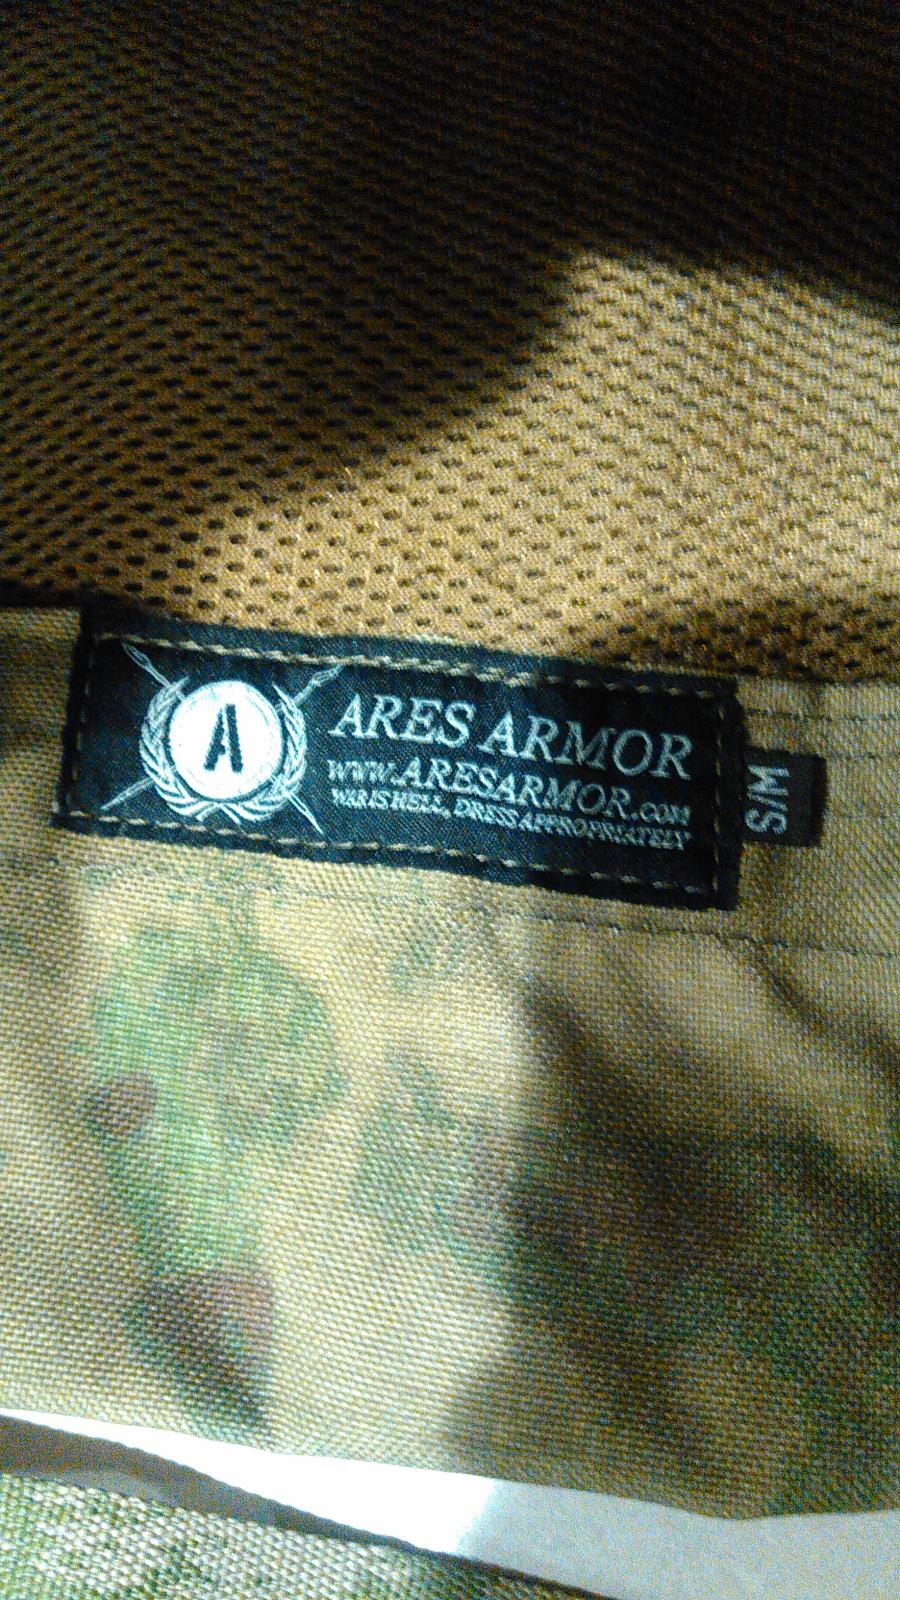 A
ARES ARMOR
www.ARESARMOR.com
WAR IS HELL, DRESS APPROPRIATELY
S/M